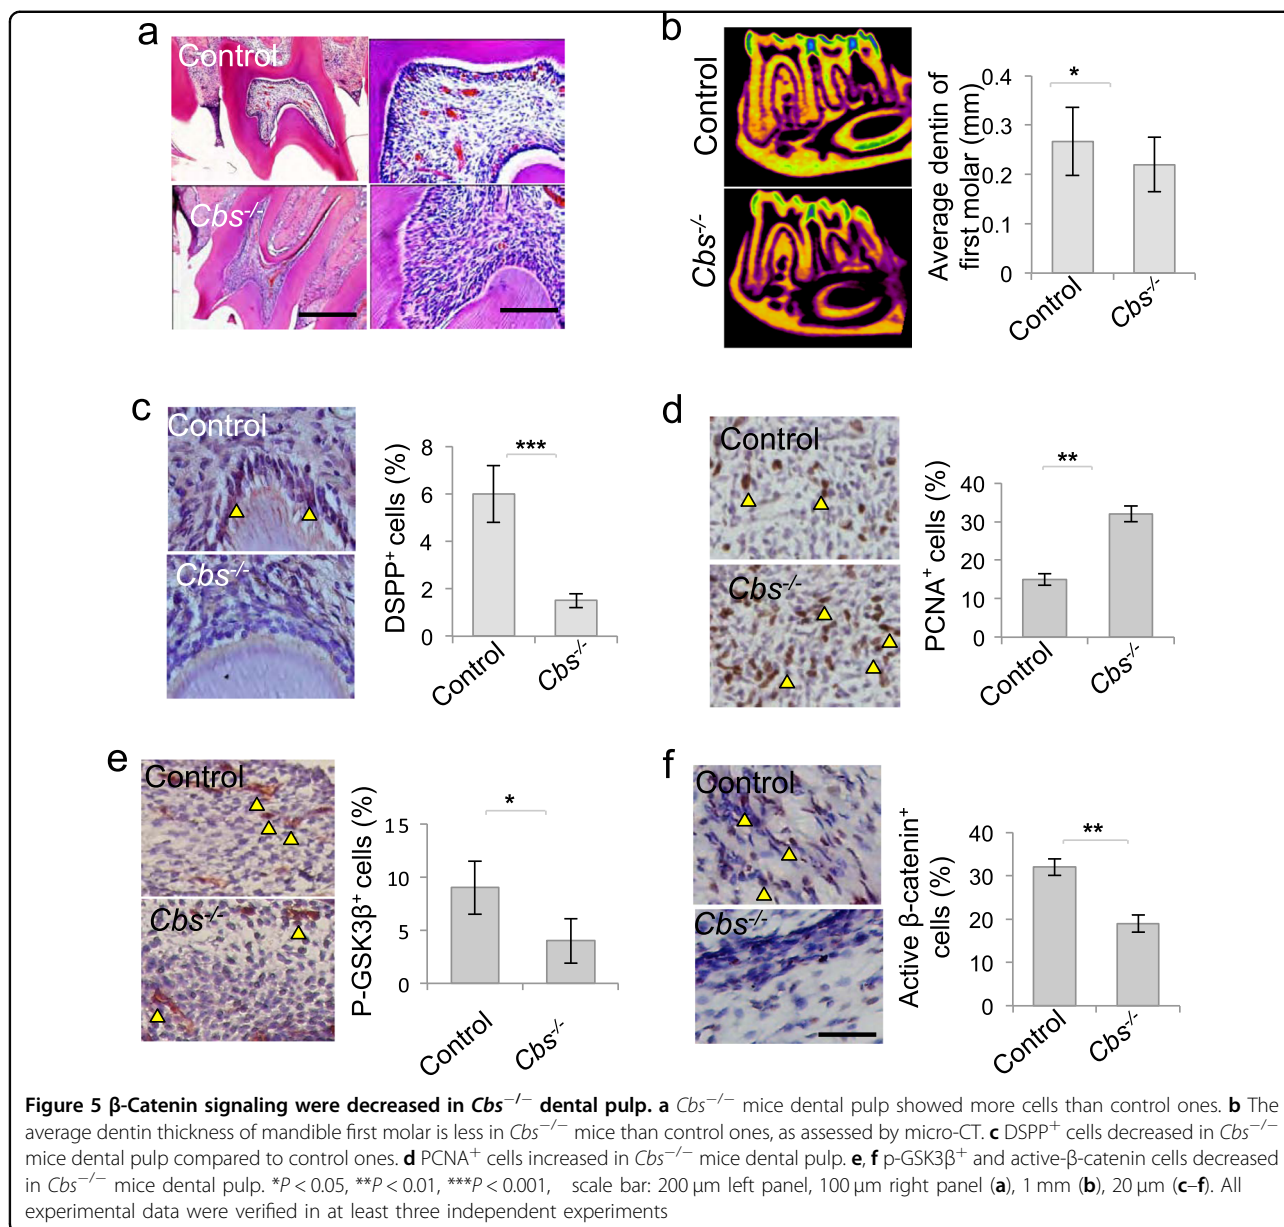 a
Control
Cbs-/-
b
Control
Cbs-/-
Average dentin of
first molar (mm)
0.4
0.3
0.2
0.1
0
*
Control
Cbs-/-
c
Control
Cbs-/-
DSPP+ cells (%)
8
6
4
2
0
***
Control
Cbs-/-
d
Control
Cbs-/-
PCNA+ cells (%)
40
30
20
10
0
**
Control
Cbs-/-
e
Control
Cbs-/-
P-GSK3β+ cells (%)
15
10
5
0
*
Control
Cbs-/-
f
Control
Cbs-/-
Active β-catenin+
cells (%)
40
30
20
10
0
**
Control
Cbs-/-
Figure 5 β-Catenin signaling were decreased in Cbs−/− dental pulp. a Cbs−/− mice dental pulp showed more cells than control ones. b The
average dentin thickness of mandible first molar is less in Cbs−/− mice than control ones, as assessed by micro-CT. c DSPP+ cells decreased in Cbs−/−
mice dental pulp compared to control ones. d PCNA+ cells increased in Cbs−/− mice dental pulp. e, f p-GSK3β+ and active-β-catenin cells decreased
in Cbs−/− mice dental pulp. *P < 0.05, **P < 0.01, ***P < 0.001, scale bar: 200 μm left panel, 100 μm right panel (a), 1 mm (b), 20 μm (c–f). All
experimental data were verified in at least three independent experiments